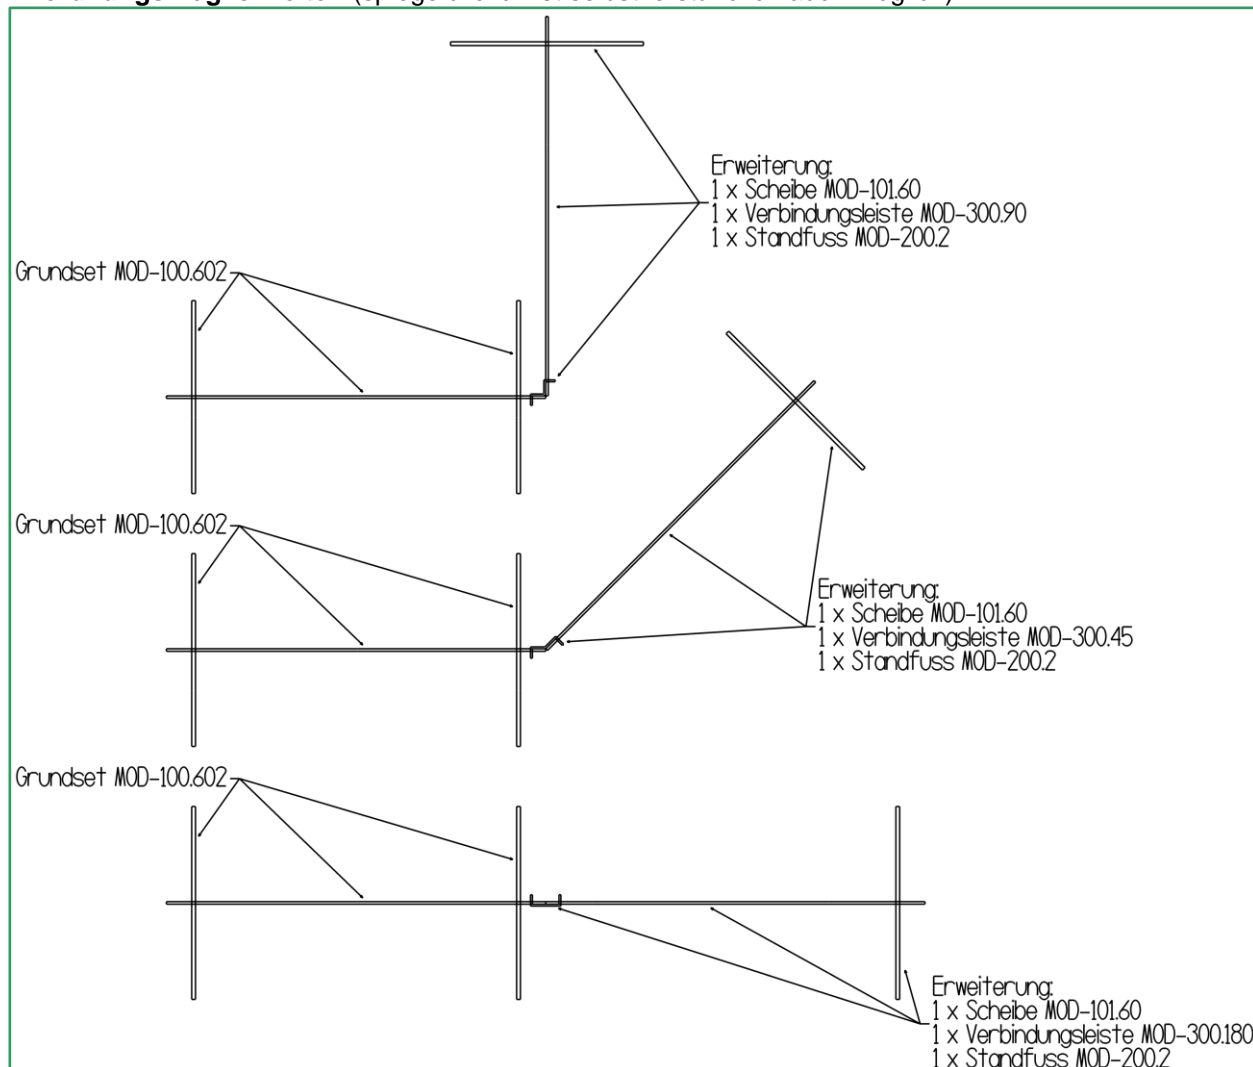 Erweiterung:
1 x Scheibe MOD-101.60
1 x Verbindungsleiste MOD-300.90
1 x Standfuss MOD-200.2
Grundset MOD-100.602
Grundset MOD-100.602
Erweiterung:
1 x Scheibe MOD-101.60
1 x Verbindungsleiste MOD-300.45
1 x Standfuss MOD-200.2
Grundset MOD-100.602
Erweiterung:
1 x Scheibe MOD-101.60
1 x Verbindungsleiste MOD-300.180
1 x Standfuss MOD-200.2